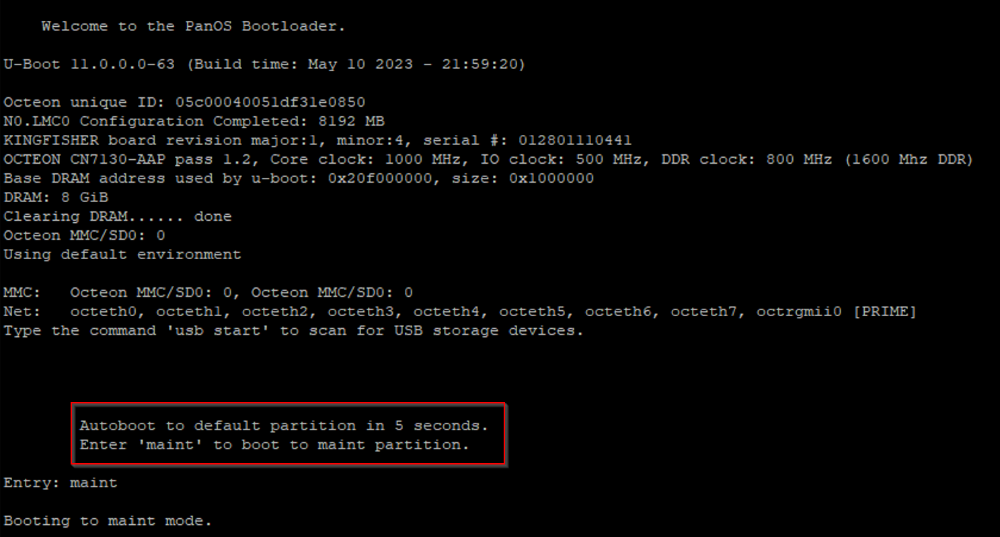 Welcome to the PanOS Bootloader.
U-Boot 11.0.0.0-63 (Build time: May 10 2023 - 21:59:20)
Octeon unique ID: 05c00040051df31e0850
N0.LMC0 Configuration Completed: 8192 MB
KINGFISHER board revision major:1, minor:4, serial #: 012801110441
OCTEON CN7130-AAP pass 1.2, Core clock: 1000 MHz, IO clock: 500 MHz, DDR clock: 800 MHz (1600 Mhz DDR)
Base DRAM address used by u-boot: 0x20f000000, size: 0x1000000
DRAM: 8 GiB
Clearing DRAM...... done
Octeon MMC/SD0: 0
Using default environment
MMC:   Octeon MMC/SD0: 0, Octeon MMC/SD0: 0
Net:   octeth0, octeth1, octeth2, octeth3, octeth4, octeth5, octeth6, octeth7, octrgmii0 [PRIME]
Type the command 'usb start' to scan for USB storage devices.
Autoboot to default partition in 5 seconds.
Enter 'maint' to boot to maint partition.
Entry: maint
Booting to maint mode.